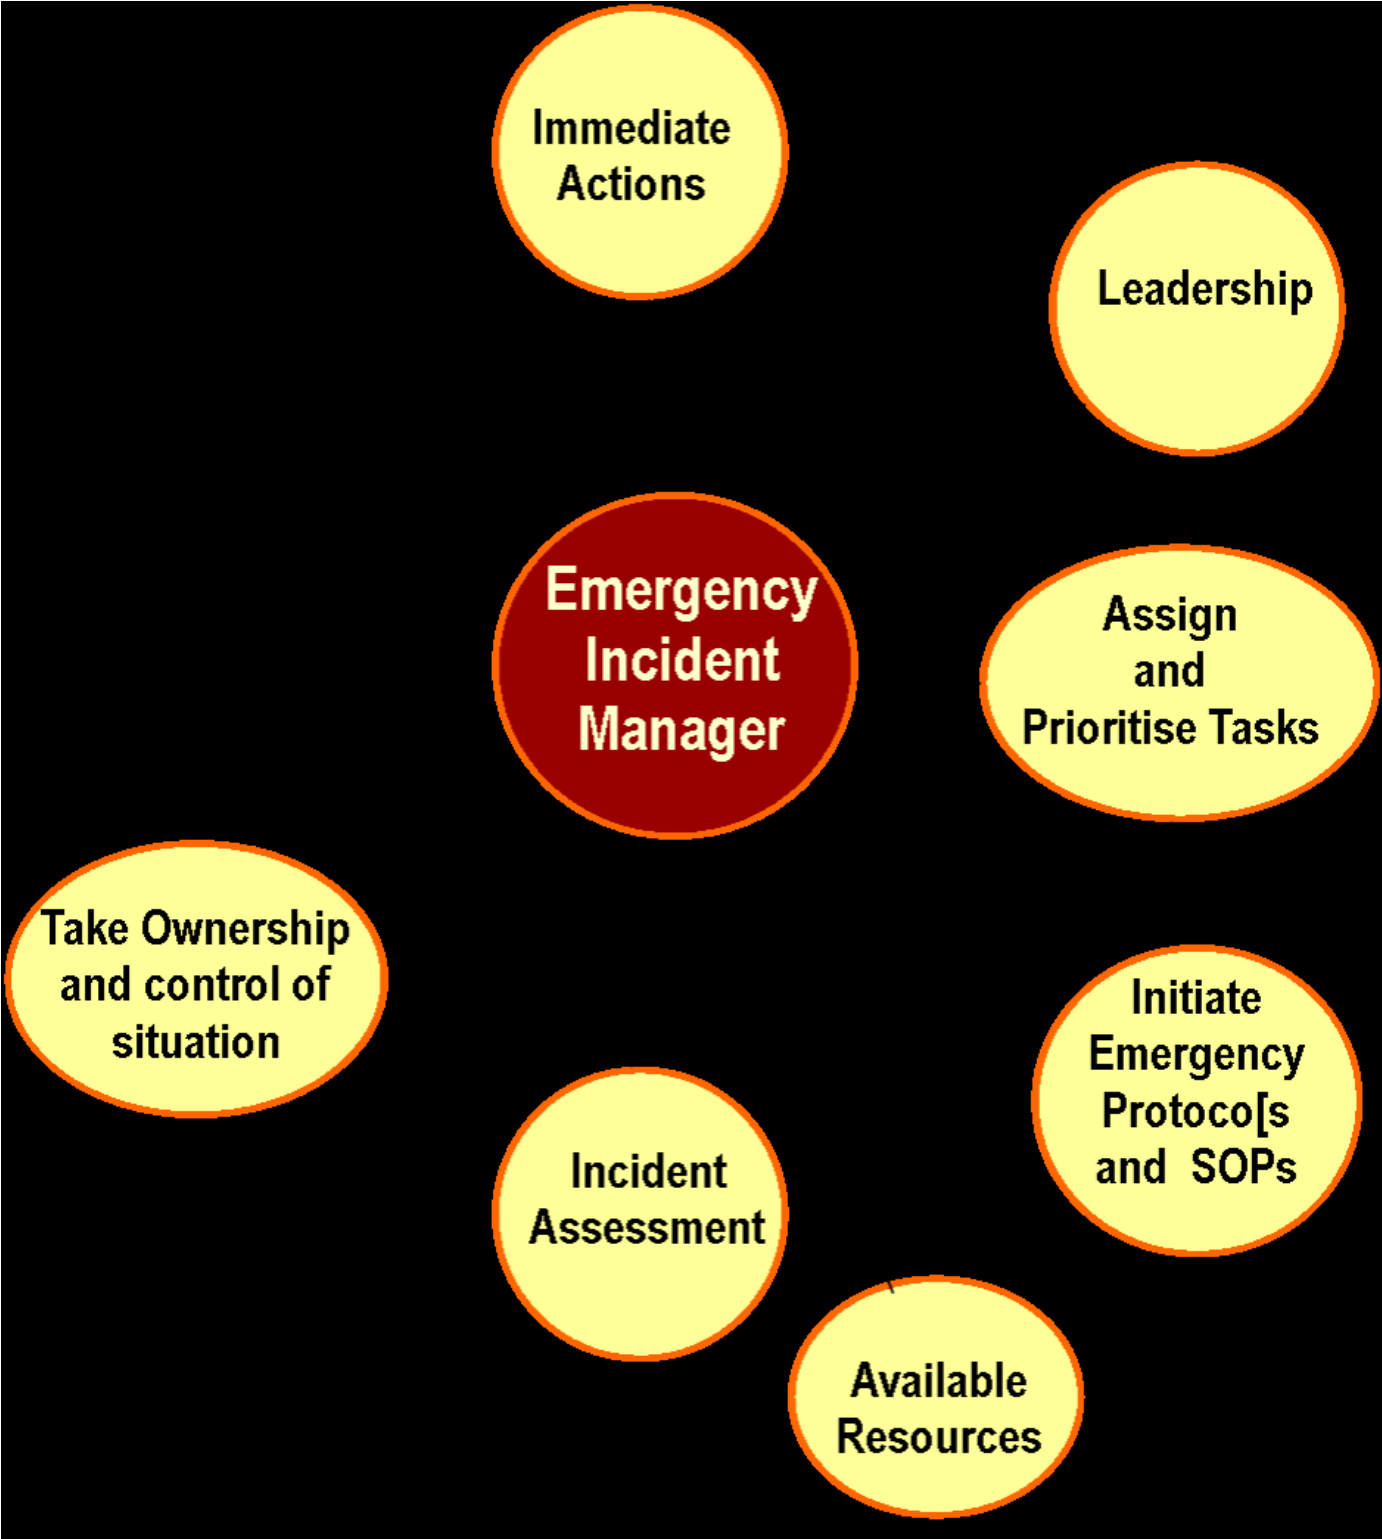 Immediate
Actions
Leadership
Emergency
Incident
Manager
Assign
and
Prioritise Tasks
Take Ownership
and control of
situation
Initiate
Emergency
Protoco[s
and  SOPs
Incident
Assessment
Available
Resources